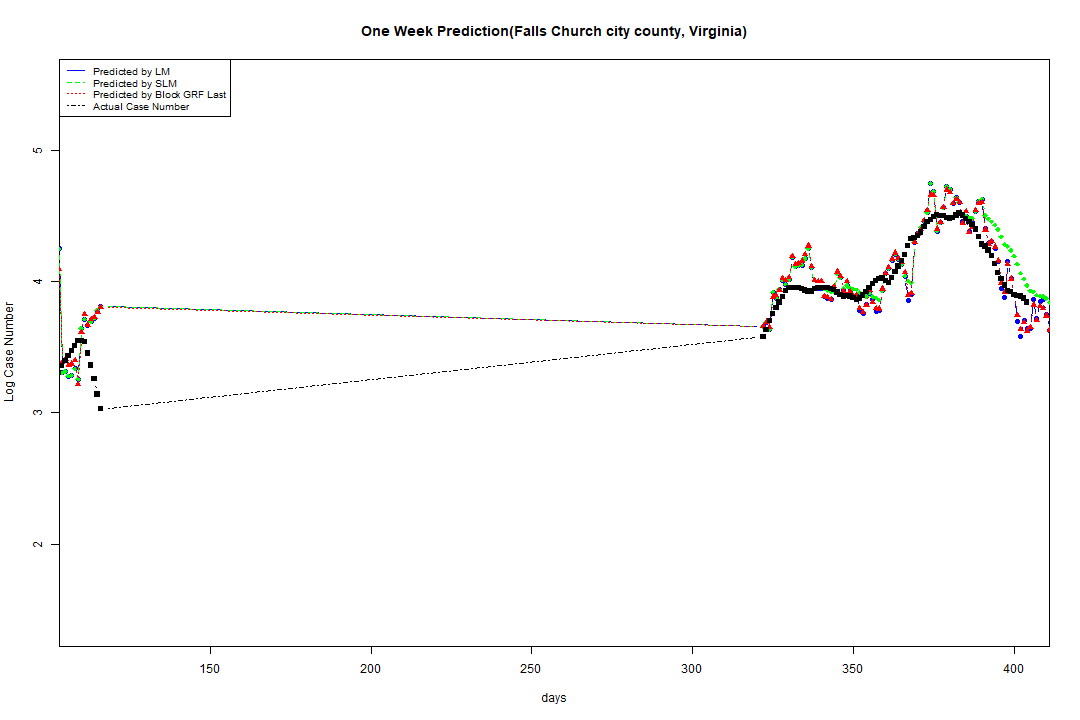 One Week Prediction(Falls Church city county, Virginia)
Predicted by LM
Predicted by SLM
Predicted by Block GRF Last
Actual Case Number
Log Case Number
5
4
3
2
150 200 250 300 350 400
days